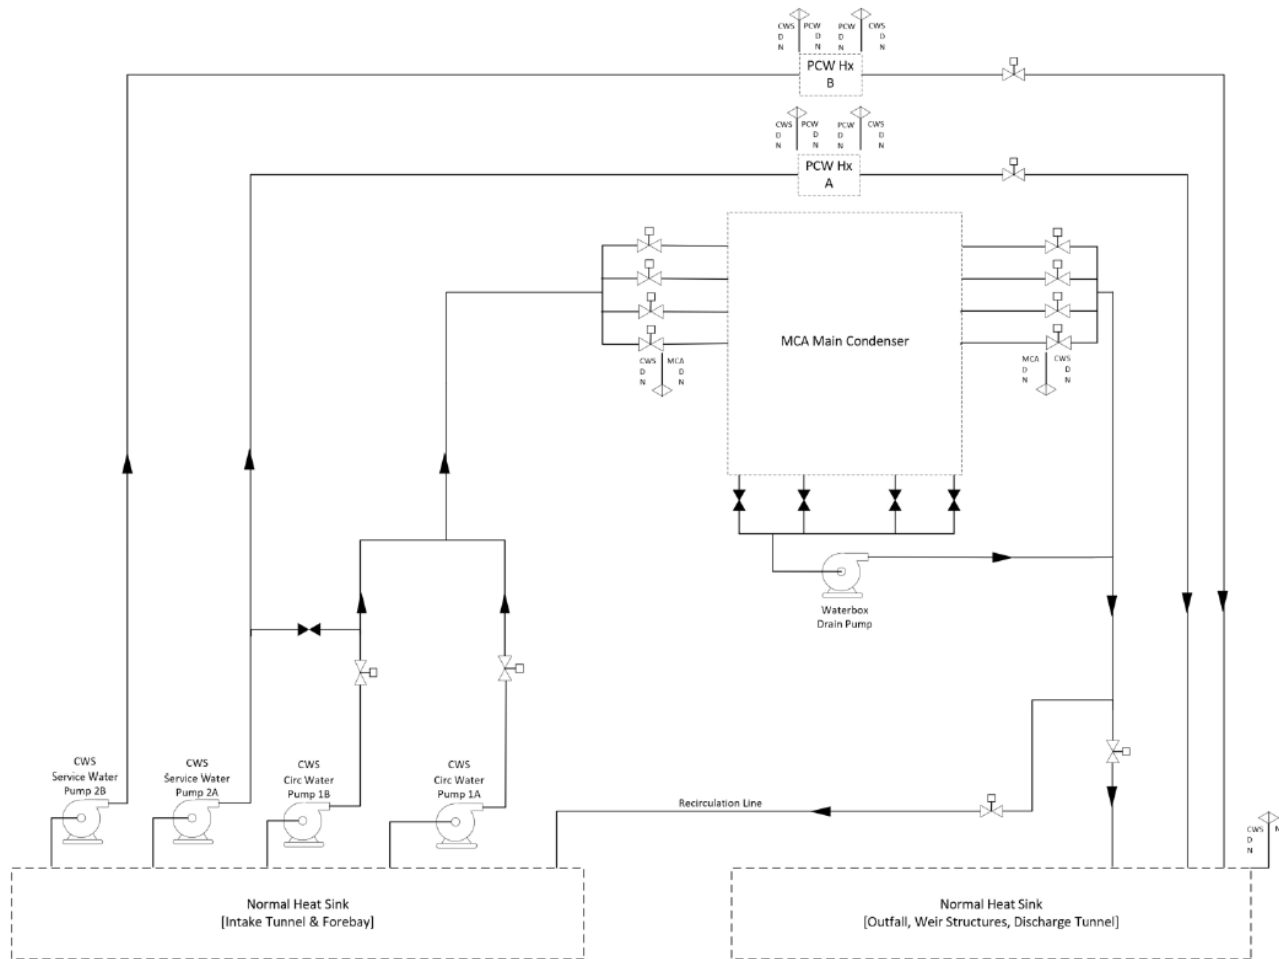 CWS PCW PCW CWS
D D D D
N N N N
PCW Hx
B
CWS PCW PCW CWS
D D D D
N N N N
PCW Hx
A
MCA Main Condenser
CWS MCA
D D
N N
MCA CWS
D D
N N
Waterbox
Drain Pump
CWS
Service Water
Pump 2B
CWS
Service Water
Pump 2A
CWS
Circ Water
Pump 1B
CWS
Circ Water
Pump 1A
Recirculation Line
CWS N
D
N
Normal Heat Sink
[Intake Tunnel & Forebay]
Normal Heat Sink
[Outfall, Weir Structures, Discharge Tunnel]